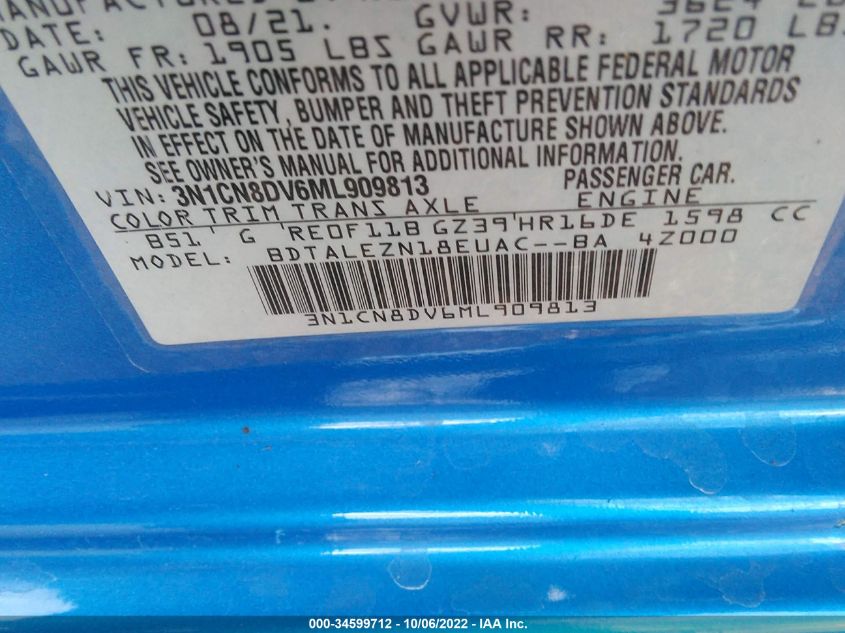 DATE: 08/21. GVWR: 3624
GAWR FR: 1905 LBS GAWR RR: 1720 LBS
THIS VEHICLE CONFORMS TO ALL APPLICABLE FEDERAL MOTOR
VEHICLE SAFETY, BUMPER AND THEFT PREVENTION STANDARDS
IN EFFECT ON THE DATE OF MANUFACTURE SHOWN ABOVE.
SEE OWNER'S MANUAL FOR ADDITIONAL INFORMATION.
VIN: 3N1CN8DV6ML909813 PASSENGER CAR.
COLOR TRIM TRANS AXLE ENGINE
B51' G 'RE0F11B GZ39'HR16DE 1598 CC
MODEL: BDTALEZN18EUAC--BA 4Z000
3N1CN8DV6ML909813
000-34599712 - 10/06/2022 - IAA Inc.